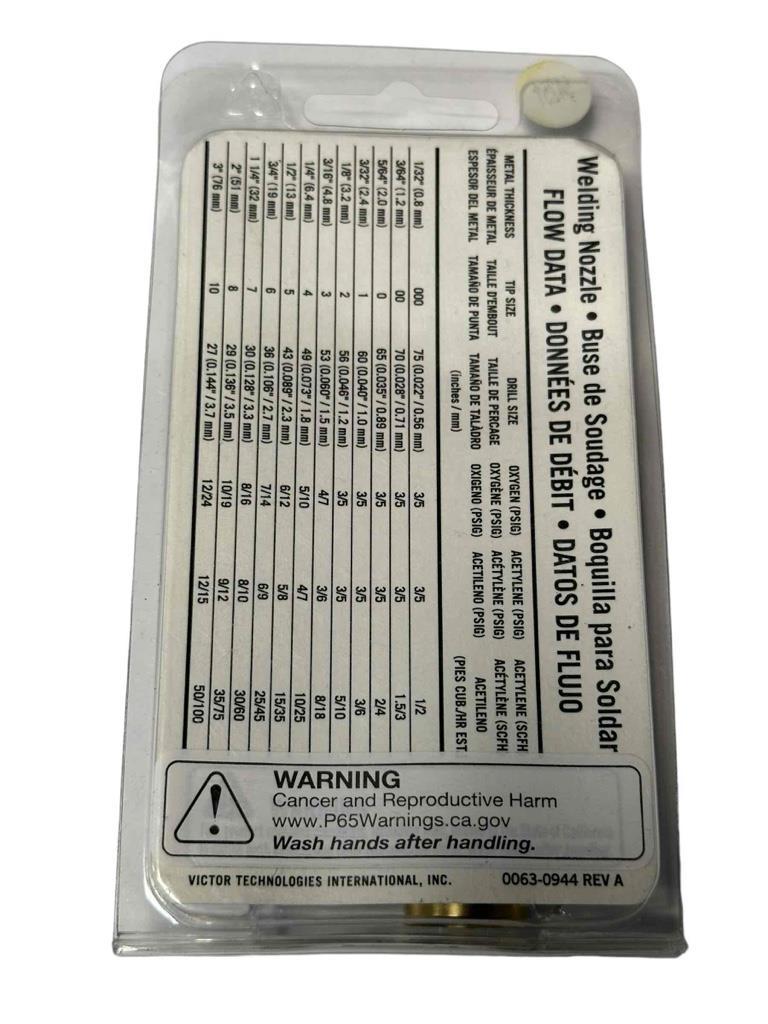 Welding Nozzle • Buse de Soudage • Boquilla para Soldar
FLOW DATA • DONNÉES DE DÉBIT • DATOS DE FLUJO
METAL THICKNESS TIP SIZE DRILL SIZE OXYGEN (PSIG) ACETYLENE (PSIG) ACETYLENE (SCFH
ÉPAISSEUR DE METAL TAILLE D'EMBOUT TAILLE DE PERCAGE OXYGÈNE (PSIG) ACÉTYLÈNE (PSIG) ACÉTYLÈNE (SCFH
ESPESOR DEL METAL TAMAÑO DE PUNTA TAMAÑO DE TALÀDRO OXIGENO (PSIG) ACETILENO (PSIG) ACETILENO
(inches / mm) (PIES CUB./HR EST.
1/32" (0.8 mm) 000 75 (0.022" / 0.56 mm) 3/5 3/5 1/2
3/64" (1.2 mm) 00 70 (0.028" / 0.71 mm) 3/5 3/5 1.5/3
5/64" (2.0 mm) 0 65 (0.035" / 0.89 mm) 3/5 3/5 2/4
3/32" (2.4 mm) 1 60 (0.040" / 1.0 mm) 3/5 3/5 3/6
1/8" (3.2 mm) 2 56 (0.046" / 1.2 mm) 3/5 3/5 5/10
3/16" (4.8 mm) 3 53 (0.060" / 1.5 mm) 4/7 3/6 8/18
1/4" (6.4 mm) 4 49 (0.073" / 1.8 mm) 5/10 4/7 10/25
1/2" (13 mm) 5 43 (0.089" / 2.3 mm) 6/12 5/8 15/35
3/4" (19 mm) 6 36 (0.106" / 2.7 mm) 7/14 6/9 25/45
1 1/4" (32 mm) 7 30 (0.128" / 3.3 mm) 8/16 8/10 30/60
2" (51 mm) 8 29 (0.136" / 3.5 mm) 10/19 9/12 35/75
3" (76 mm) 10 27 (0.144" / 3.7 mm) 12/24 12/15 50/100
WARNING
Cancer and Reproductive Harm
www.P65Warnings.ca.gov
Wash hands after handling.
VICTOR TECHNOLOGIES INTERNATIONAL, INC. 0063-0944 REV A